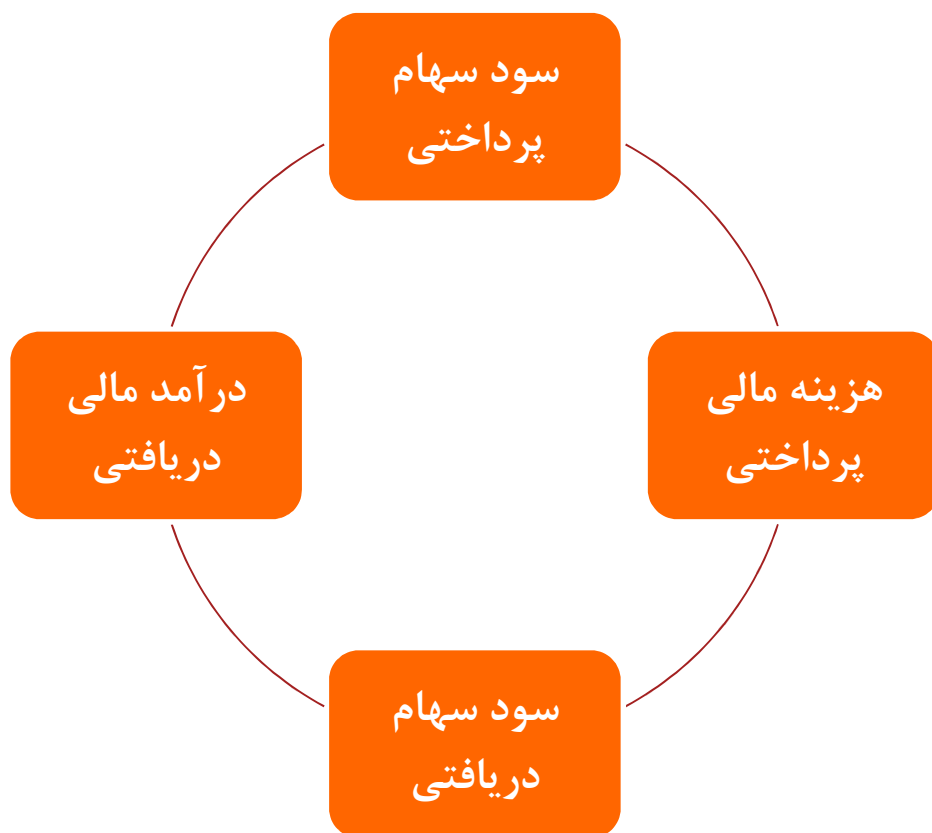 سود سهام
پرداختی
هزینه مالی
پرداختی
سود سهام
دریافتی
درآمد مالی
دریافتی